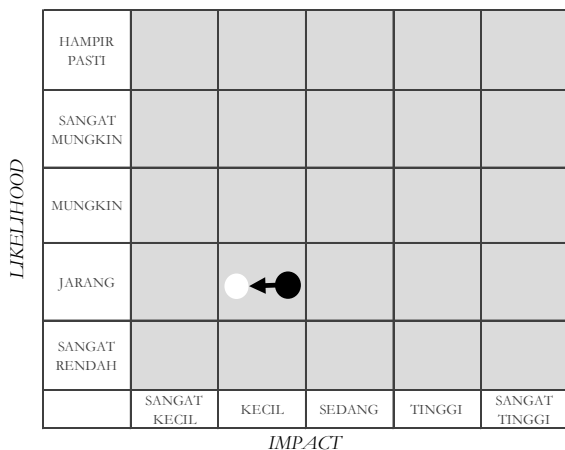 HAMPIR
PASTI
SANGAT
MUNGKIN
MUNGKIN
JARANG
SANGAT
RENDAH
LIKELIHOOD
SANGAT
KECIL
KECIL
SEDANG
TINGGI
SANGAT
TINGGI
IMPACT